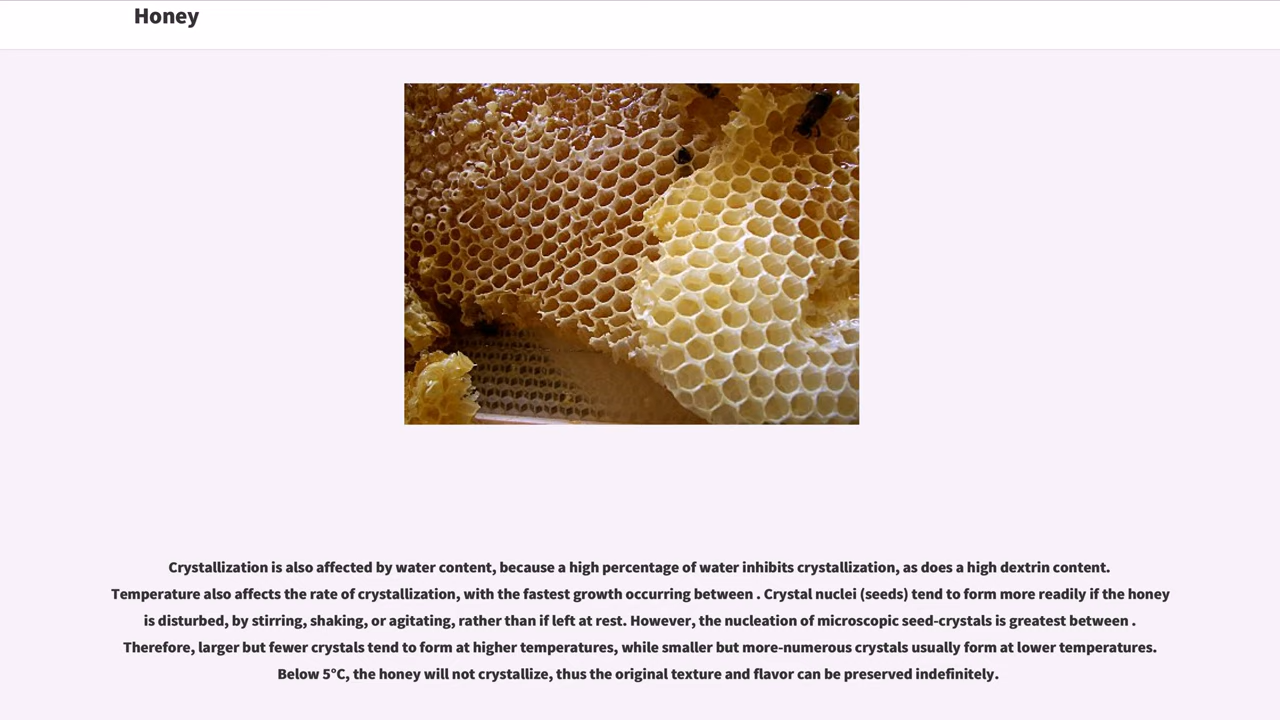 Honey
Crystallization is also affected by water content, because a high percentage of water inhibits crystallization, as does a high dextrin content.
Temperature also affects the rate of crystallization, with the fastest growth occurring between . Crystal nuclei (seeds) tend to form more readily if the honey
is disturbed, by stirring, shaking, or agitating, rather than if left at rest. However, the nucleation of microscopic seed-crystals is greatest between .
Therefore, larger but fewer crystals tend to form at higher temperatures, while smaller but more-numerous crystals usually form at lower temperatures.
Below 5°C, the honey will not crystallize, thus the original texture and flavor can be preserved indefinitely.